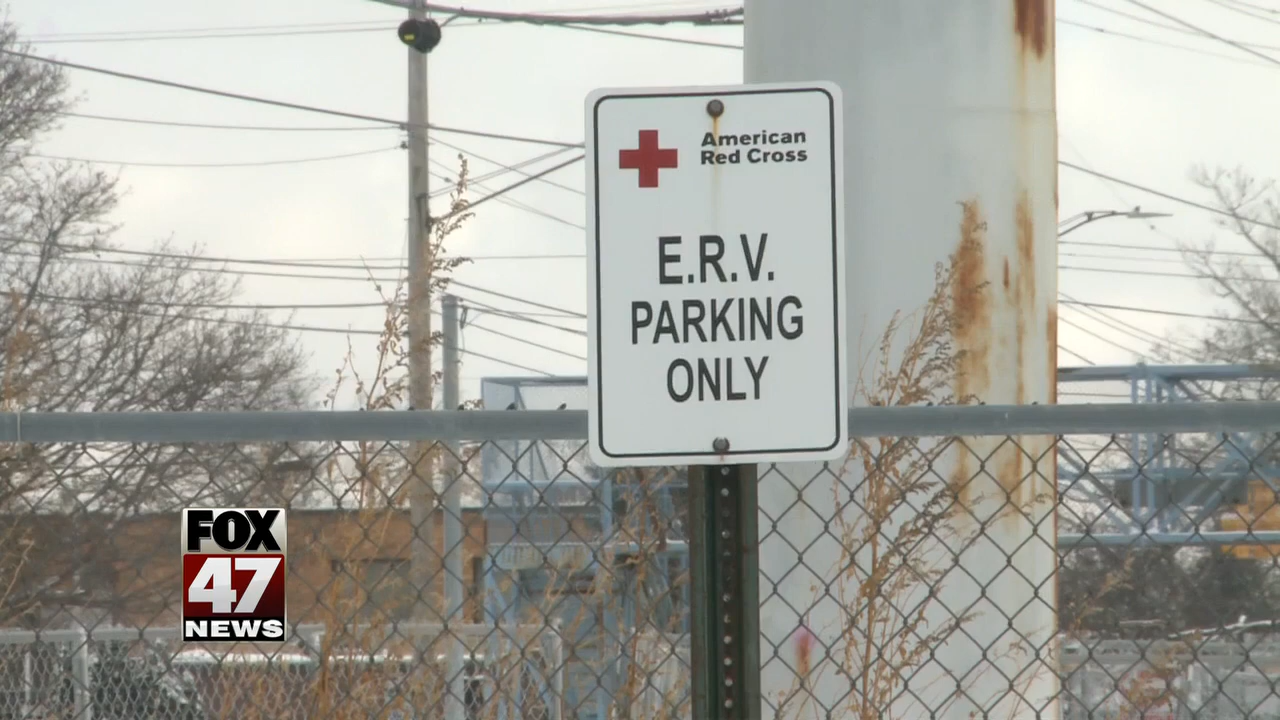 American
Red Cross
E.R.V.
PARKING
ONLY
FOX
47
NEWS